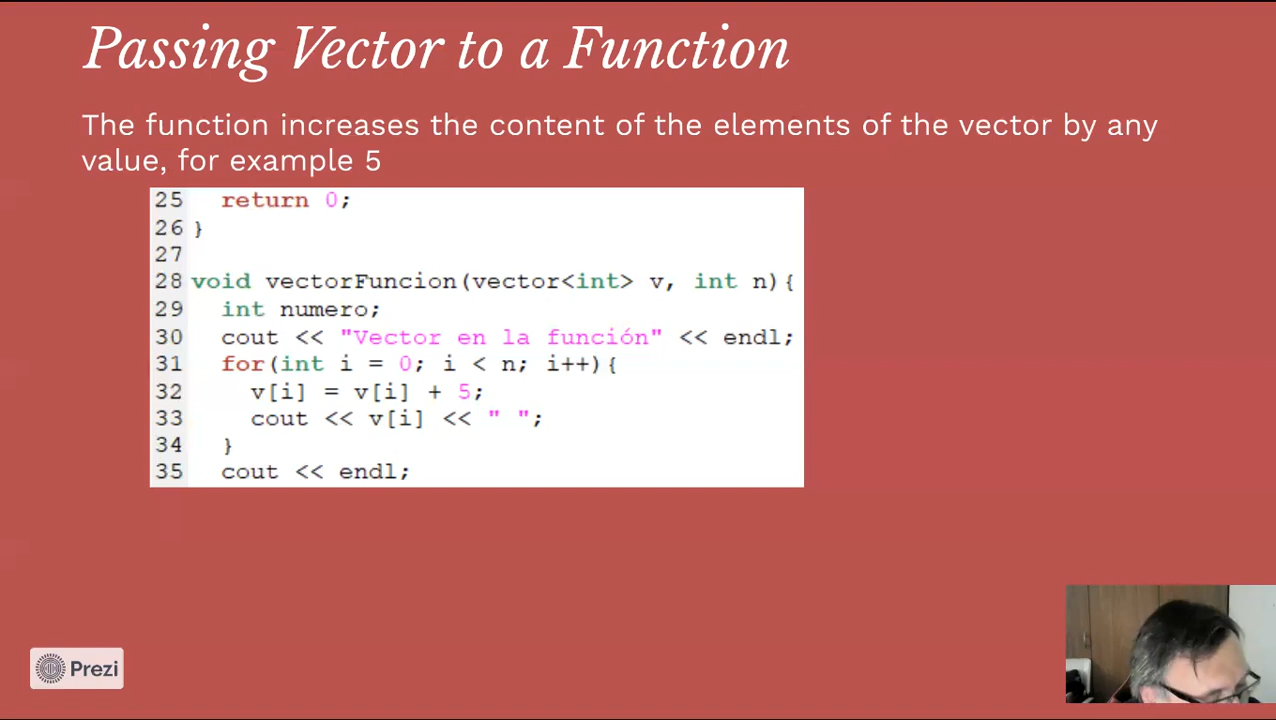 Passing Vector to a Function
The function increases the content of the elements of the vector by any
value, for example 5
25 return 0;
26 }
27
28 void vectorFuncion(vector<int> v, int n){
29 int numero;
30 cout << "Vector en la función" << endl;
31 for(int i = 0; i < n; i++){
32 v[i] = v[i] + 5;
33 cout << v[i] << " ";
34 }
35 cout << endl;
Prezi